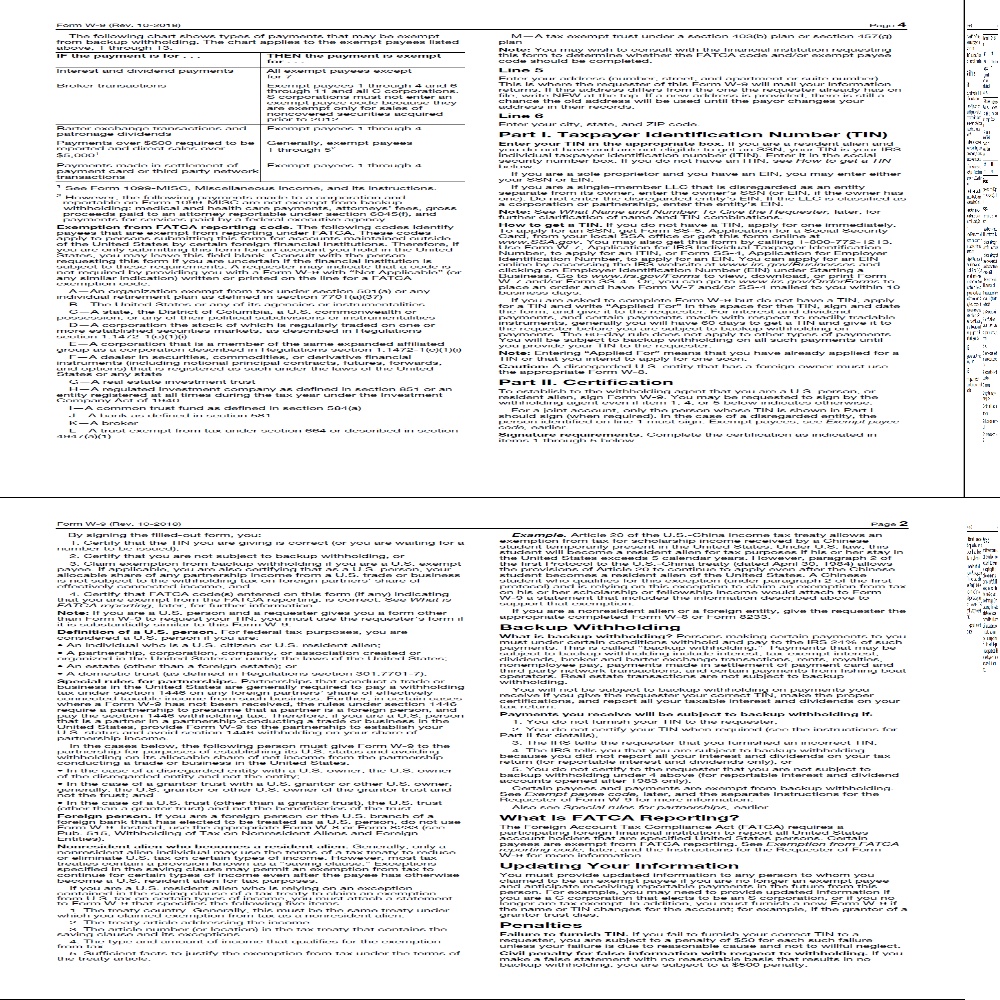 Form W-9 (Rev. 10-2018)
Page 4
The following chart shows types of payments that may be exempt
from backup withholding. The chart applies to the exempt payees listed
above, 1 through 13.
IF the payment is for . . .
THEN the payment is exempt
for . . .
Interest and dividend payments
All exempt payees except
for 7
Broker transactions
Exempt payees 1 through 4 and 6
through 11 and all C corporations.
S corporations must not enter an
exempt payee code because they
are exempt only for sales of
noncovered securities acquired
prior to 2012.
Barter exchange transactions and
patronage dividends
Exempt payees 1 through 4
Payments over $600 required to be
reported and direct sales over
$5,000
Generally, exempt payees
1 through 5
Payments made in settlement of
payment card or third party network
transactions
Exempt payees 1 through 4
¹ See Form 1099-MISC, Miscellaneous Income, and its instructions.
² However, the following payments made to a corporation and
reportable on Form 1099-MISC are not exempt from backup
withholding: medical and health care payments, attorneys' fees, gross
proceeds paid to an attorney reportable under section 6045(f), and
payments for services paid by a federal executive agency.
Exemption from FATCA reporting code. The following codes identify
payees that are exempt from reporting under FATCA. These codes
apply to persons submitting this form for accounts maintained outside
of the United States by certain foreign financial institutions. Therefore, if
you are only submitting this form for an account you hold in the United
States, you may leave this field blank. Consult with the person
requesting this form if you are uncertain if the financial institution is
subject to these requirements. A requester may indicate that a code is
not required by providing you with a Form W-9 with "Not Applicable" (or
any similar indication) written or printed on the line for a FATCA
exemption code.
A—An organization exempt from tax under section 501(a) or any
individual retirement plan as defined in section 7701(a)(37)
B—The United States or any of its agencies or instrumentalities
C—A state, the District of Columbia, a U.S. commonwealth or
possession, or any of their political subdivisions or instrumentalities
D—A corporation the stock of which is regularly traded on one or
more established securities markets, as described in Regulations
section 1.1472-1(c)(1)(i)
E—A corporation that is a member of the same expanded affiliated
group as a corporation described in Regulations section 1.1472-1(c)(1)(i)
F—A dealer in securities, commodities, or derivative financial
instruments (including notional principal contracts, futures, forwards,
and options) that is registered as such under the laws of the United
States or any state
G—A real estate investment trust
H—A regulated investment company as defined in section 851 or an
entity registered at all times during the tax year under the Investment
Company Act of 1940
I—A common trust fund as defined in section 584(a)
J—A bank as defined in section 581
K—A broker
L—A trust exempt from tax under section 664 or described in section
4947(a)(1)
M—A tax exempt trust under a section 403(b) plan or section 457(g)
plan
Note: You may wish to consult with the financial institution requesting
this form to determine whether the FATCA code and/or exempt payee
code should be completed.
Line 5
Enter your address (number, street, and apartment or suite number).
This is where the requester of this Form W-9 will mail your information
returns. If this address differs from the one the requester already has on
file, write NEW at the top. If a new address is provided, there is still a
chance the old address will be used until the payor changes your
address in their records.
Line 6
Enter your city, state, and ZIP code.
Part I. Taxpayer Identification Number (TIN)
Enter your TIN in the appropriate box. If you are a resident alien and
you do not have and are not eligible to get an SSN, your TIN is your IRS
individual taxpayer identification number (ITIN). Enter it in the social
security number box. If you do not have an ITIN, see How to get a TIN
below.
If you are a sole proprietor and you have an EIN, you may enter either
your SSN or EIN.
If you are a single-member LLC that is disregarded as an entity
separate from its owner, enter the owner's SSN (or EIN, if the owner has
one). Do not enter the disregarded entity's EIN. If the LLC is classified as
a corporation or partnership, enter the entity's EIN.
Note: See What Name and Number To Give the Requester, later, for
further clarification of name and TIN combinations.
How to get a TIN. If you do not have a TIN, apply for one immediately.
To apply for an SSN, get Form SS-5, Application for a Social Security
Card, from your local SSA office or get this form online at
www.SSA.gov. You may also get this form by calling 1-800-772-1213.
Use Form W-7, Application for IRS Individual Taxpayer Identification
Number, to apply for an ITIN, or Form SS-4, Application for Employer
Identification Number, to apply for an EIN. You can apply for an EIN
clicking on Employer Identification Number (EIN) under Starting a
Business. Go to www.irs.gov/Forms to view, download, or print Form
W-7 and/or Form SS-4. Or, you can go to www.irs.gov/OrderForms to
place an order and have Form W-7 and/or SS-4 mailed to you within 10
business days.
If you are asked to complete Form W-9 but do not have a TIN, apply
for a TIN and write "Applied For" in the space for the TIN, sign and date
the form, and give it to the requester. For interest and dividend
payments, and certain payments made with respect to readily tradable
instruments, generally you will have 60 days to get a TIN and give it to
the requester before you are subject to backup withholding on
payments. The 60-day rule does not apply to other types of payments.
You will be subject to backup withholding on all such payments until
you provide your TIN to the requester.
Note: Entering "Applied For" means that you have already applied for a
TIN or that you intend to apply for one soon.
Caution: A disregarded U.S. entity that has a foreign owner must use
the appropriate Form W-8.
Part II. Certification
To establish to the withholding agent that you are a U.S. person, or
resident alien, sign Form W-9. You may be requested to sign by the
withholding agent even if item 1, 4, or 5 below indicates otherwise.
For a joint account, only the person whose TIN is shown in Part I
should sign (when required). In the case of a disregarded entity, the
person identified on line 1 must sign. Exempt payees, see Exempt payee
code, earlier.
Signature requirements. Complete the certification as indicated in
items 1 through 5 below.
Form W-9 (Rev. 10-2018)
Page 2
By signing the filled-out form, you:
1. Certify that the TIN you are giving is correct (or you are waiting for a
number to be issued),
2. Certify that you are not subject to backup withholding, or
3. Claim exemption from backup withholding if you are a U.S. exempt
payee. If applicable, you are also certifying that as a U.S. person, your
allocable share of any partnership income from a U.S. trade or business
is not subject to the withholding tax on foreign partners' share of
effectively connected income, and
4. Certify that FATCA code(s) entered on this form (if any) indicating
that you are exempt from the FATCA reporting, is correct. See What is
FATCA reporting, later, for further information.
Note: If you are a U.S. person and a requester gives you a form other
than Form W-9 to request your TIN, you must use the requester's form if
it is substantially similar to this Form W-9.
Definition of a U.S. person. For federal tax purposes, you are
considered a U.S. person if you are:
• An individual who is a U.S. citizen or U.S. resident alien;
• A partnership, corporation, company, or association created or
organized in the United States or under the laws of the United States;
• An estate (other than a foreign estate); or
• A domestic trust (as defined in Regulations section 301.7701-7).
Special rules for partnerships. Partnerships that conduct a trade or
business in the United States are generally required to pay a withholding
tax under section 1446 on any foreign partners' share of effectively
where a Form W-9 has not been received, the rules under section 1446
require a partnership to presume that a partner is a foreign person, and
pay the section 1446 withholding tax. Therefore, if you are a U.S. person
that is a partner in a partnership conducting a trade or business in the
United States, provide Form W-9 to the partnership to establish your
U.S. status and avoid section 1446 withholding on your share of
partnership income.
In the cases below, the following person must give Form W-9 to the
partnership for purposes of establishing its U.S. status and avoiding
withholding on its allocable share of net income from the partnership
conducting a trade or business in the United States.
• In the case of a disregarded entity with a U.S. owner, the U.S. owner
of the disregarded entity and not the entity;
• In the case of a grantor trust with a U.S. grantor or other U.S. owner,
generally, the U.S. grantor or other U.S. owner of the grantor trust and
not the trust; and
• In the case of a U.S. trust (other than a grantor trust), the U.S. trust
(other than a grantor trust) and not the beneficiaries of the trust.
Foreign person. If you are a foreign person or the U.S. branch of a
foreign bank that has elected to be treated as a U.S. person, do not use
Form W-9. Instead, use the appropriate Form W-8 or Form 8233 (see
Pub. 515, Withholding of Tax on Nonresident Aliens and Foreign
Entities).
Nonresident alien who becomes a resident alien. Generally, only a
nonresident alien individual may use the terms of a tax treaty to reduce
or eliminate U.S. tax on certain types of income. However, most tax
treaties contain a provision known as a "saving clause." Exceptions
specified in the saving clause may permit an exemption from tax to
continue for certain types of income even after the payee has otherwise
become a U.S. resident alien for tax purposes.
If you are a U.S. resident alien who is relying on an exception
contained in the saving clause of a tax treaty to claim an exemption
from U.S. tax on certain types of income, you must attach a statement
to Form W-9 that specifies the following five items.
1. The treaty country. Generally, this must be the same treaty under
which you claimed exemption from tax as a nonresident alien.
2. The treaty article addressing the income.
3. The article number (or location) in the tax treaty that contains the
saving clause and its exceptions.
4. The type and amount of income that qualifies for the exemption
from tax.
5. Sufficient facts to justify the exemption from tax under the terms of
the treaty article.
Example. Article 20 of the U.S.-China income tax treaty allows an
exemption from tax for scholarship income received by a Chinese
student temporarily present in the United States. Under U.S. law, this
student will become a resident alien for tax purposes if his or her stay in
the United States exceeds 5 calendar years. However, paragraph 2 of
the first Protocol to the U.S.-China treaty (dated April 30, 1984) allows
the provisions of Article 20 to continue to apply even after the Chinese
student becomes a resident alien of the United States. A Chinese
student who qualifies for this exception (under paragraph 2 of the first
on his or her scholarship or fellowship income would attach to Form
W-9 a statement that includes the information described above to
support that exemption.
If you are a nonresident alien or a foreign entity, give the requester the
appropriate completed Form W-8 or Form 8233.
Backup Withholding
What is backup withholding? Persons making certain payments to you
must under certain conditions withhold and pay to the IRS 24% of such
payments. This is called "backup withholding." Payments that may be
subject to backup withholding include interest, tax-exempt interest,
dividends, broker and barter exchange transactions, rents, royalties,
nonemployee pay, payments made in settlement of payment card and
third party network transactions, and certain payments from fishing boat
operators. Real estate transactions are not subject to backup
withholding.
You will not be subject to backup withholding on payments you
receive if you give the requester your correct TIN, make the proper
certifications, and report all your taxable interest and dividends on your
tax return.
Payments you receive will be subject to backup withholding if:
1. You do not furnish your TIN to the requester,
2. You do not certify your TIN when required (see the instructions for
Part II for details),
3. The IRS tells the requester that you furnished an incorrect TIN,
4. The IRS tells you that you are subject to backup withholding
because you did not report all your interest and dividends on your tax
return (for reportable interest and dividends only), or
5. You do not certify to the requester that you are not subject to
backup withholding under 4 above (for reportable interest and dividend
accounts opened after 1983 only).
Certain payees and payments are exempt from backup withholding.
See Exempt payee code, later, and the separate Instructions for the
Requester of Form W-9 for more information.
Also see Special rules for partnerships, earlier.
What is FATCA Reporting?
The Foreign Account Tax Compliance Act (FATCA) requires a
participating foreign financial institution to report all United States
account holders that are specified United States persons. Certain
payees are exempt from FATCA reporting. See Exemption from FATCA
reporting code, later, and the Instructions for the Requester of Form
W-9 for more information.
Updating Your Information
You must provide updated information to any person to whom you
claimed to be an exempt payee if you are no longer an exempt payee
and anticipate receiving reportable payments in the future from this
person. For example, you may need to provide updated information if
you are a C corporation that elects to be an S corporation, or if you no
longer are tax exempt. In addition, you must furnish a new Form W-9 if
the name or TIN changes for the account; for example, if the grantor of a
grantor trust dies.
Penalties
Failure to furnish TIN. If you fail to furnish your correct TIN to a
requester, you are subject to a penalty of $50 for each such failure
unless your failure is due to reasonable cause and not to willful neglect.
Civil penalty for false information with respect to withholding. If you
make a false statement with no reasonable basis that results in no
backup withholding, you are subject to a $500 penalty.